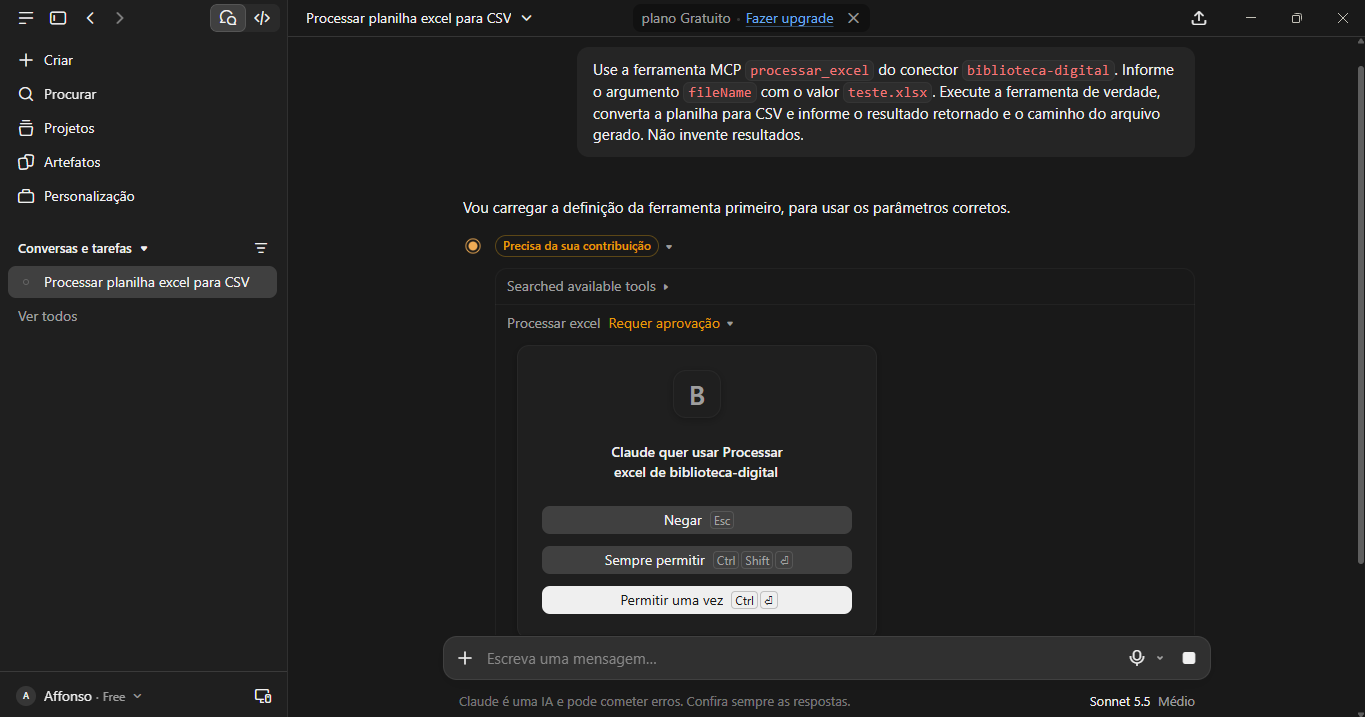 Processar planilha excel para CSV
plano Gratuito · Fazer upgrade
Criar
Procurar
Projetos
Artefatos
Personalização
Conversas e tarefas
Processar planilha excel para CSV
Ver todos
Affonso · Free
A
Use a ferramenta MCP processar_excel do conector biblioteca-digital. Informe
o argumento fileName com o valor teste.xlsx. Execute a ferramenta de verdade,
converta a planilha para CSV e informe o resultado retornado e o caminho do arquivo
gerado. Não invente resultados.
Vou carregar a definição da ferramenta primeiro, para usar os parâmetros corretos.
Precisa da sua contribuição
Searched available tools
Processar excel Requer aprovação
B
Claude quer usar Processar
excel de biblioteca-digital
Negar Esc
Sempre permitir Ctrl Shift ⏎
Permitir uma vez Ctrl ⏎
Escreva uma mensagem...
Claude é uma IA e pode cometer erros. Confira sempre as respostas.
Sonnet 5.5 Médio